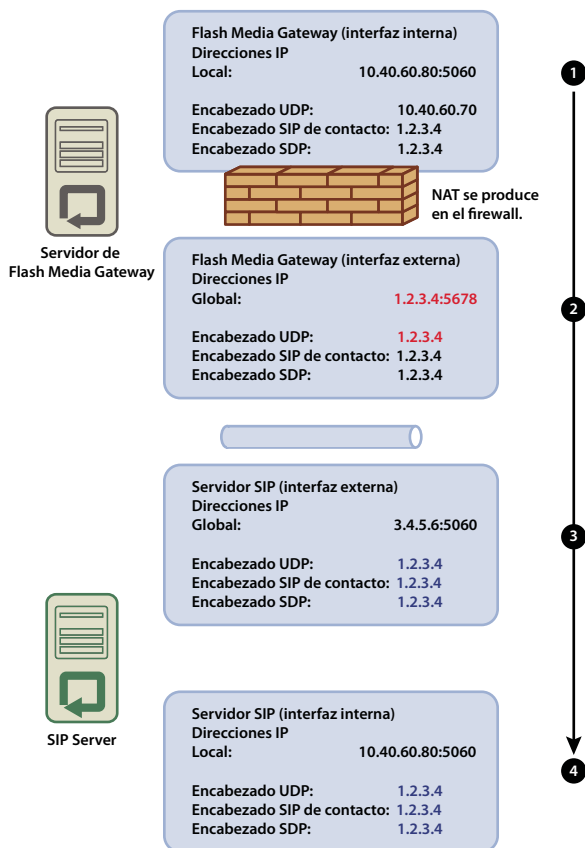 Flash Media Gateway (interfaz interna)
Direcciones IP
Local: 10.40.60.80:5060
Encabezado UDP: 10.40.60.70
Encabezado SIP de contacto: 1.2.3.4
Encabezado SDP: 1.2.3.4
1
NAT se produce
en el firewall.
Servidor de
Flash Media Gateway
Flash Media Gateway (interfaz externa)
Direcciones IP
Global: 1.2.3.4:5678
Encabezado UDP: 1.2.3.4
Encabezado SIP de contacto: 1.2.3.4
Encabezado SDP: 1.2.3.4
2
Servidor SIP (interfaz externa)
Direcciones IP
Global: 3.4.5.6:5060
Encabezado UDP: 1.2.3.4
Encabezado SIP de contacto: 1.2.3.4
Encabezado SDP: 1.2.3.4
3
SIP Server
Servidor SIP (interfaz interna)
Direcciones IP
Local: 10.40.60.80:5060
Encabezado UDP: 1.2.3.4
Encabezado SIP de contacto: 1.2.3.4
Encabezado SDP: 1.2.3.4
4